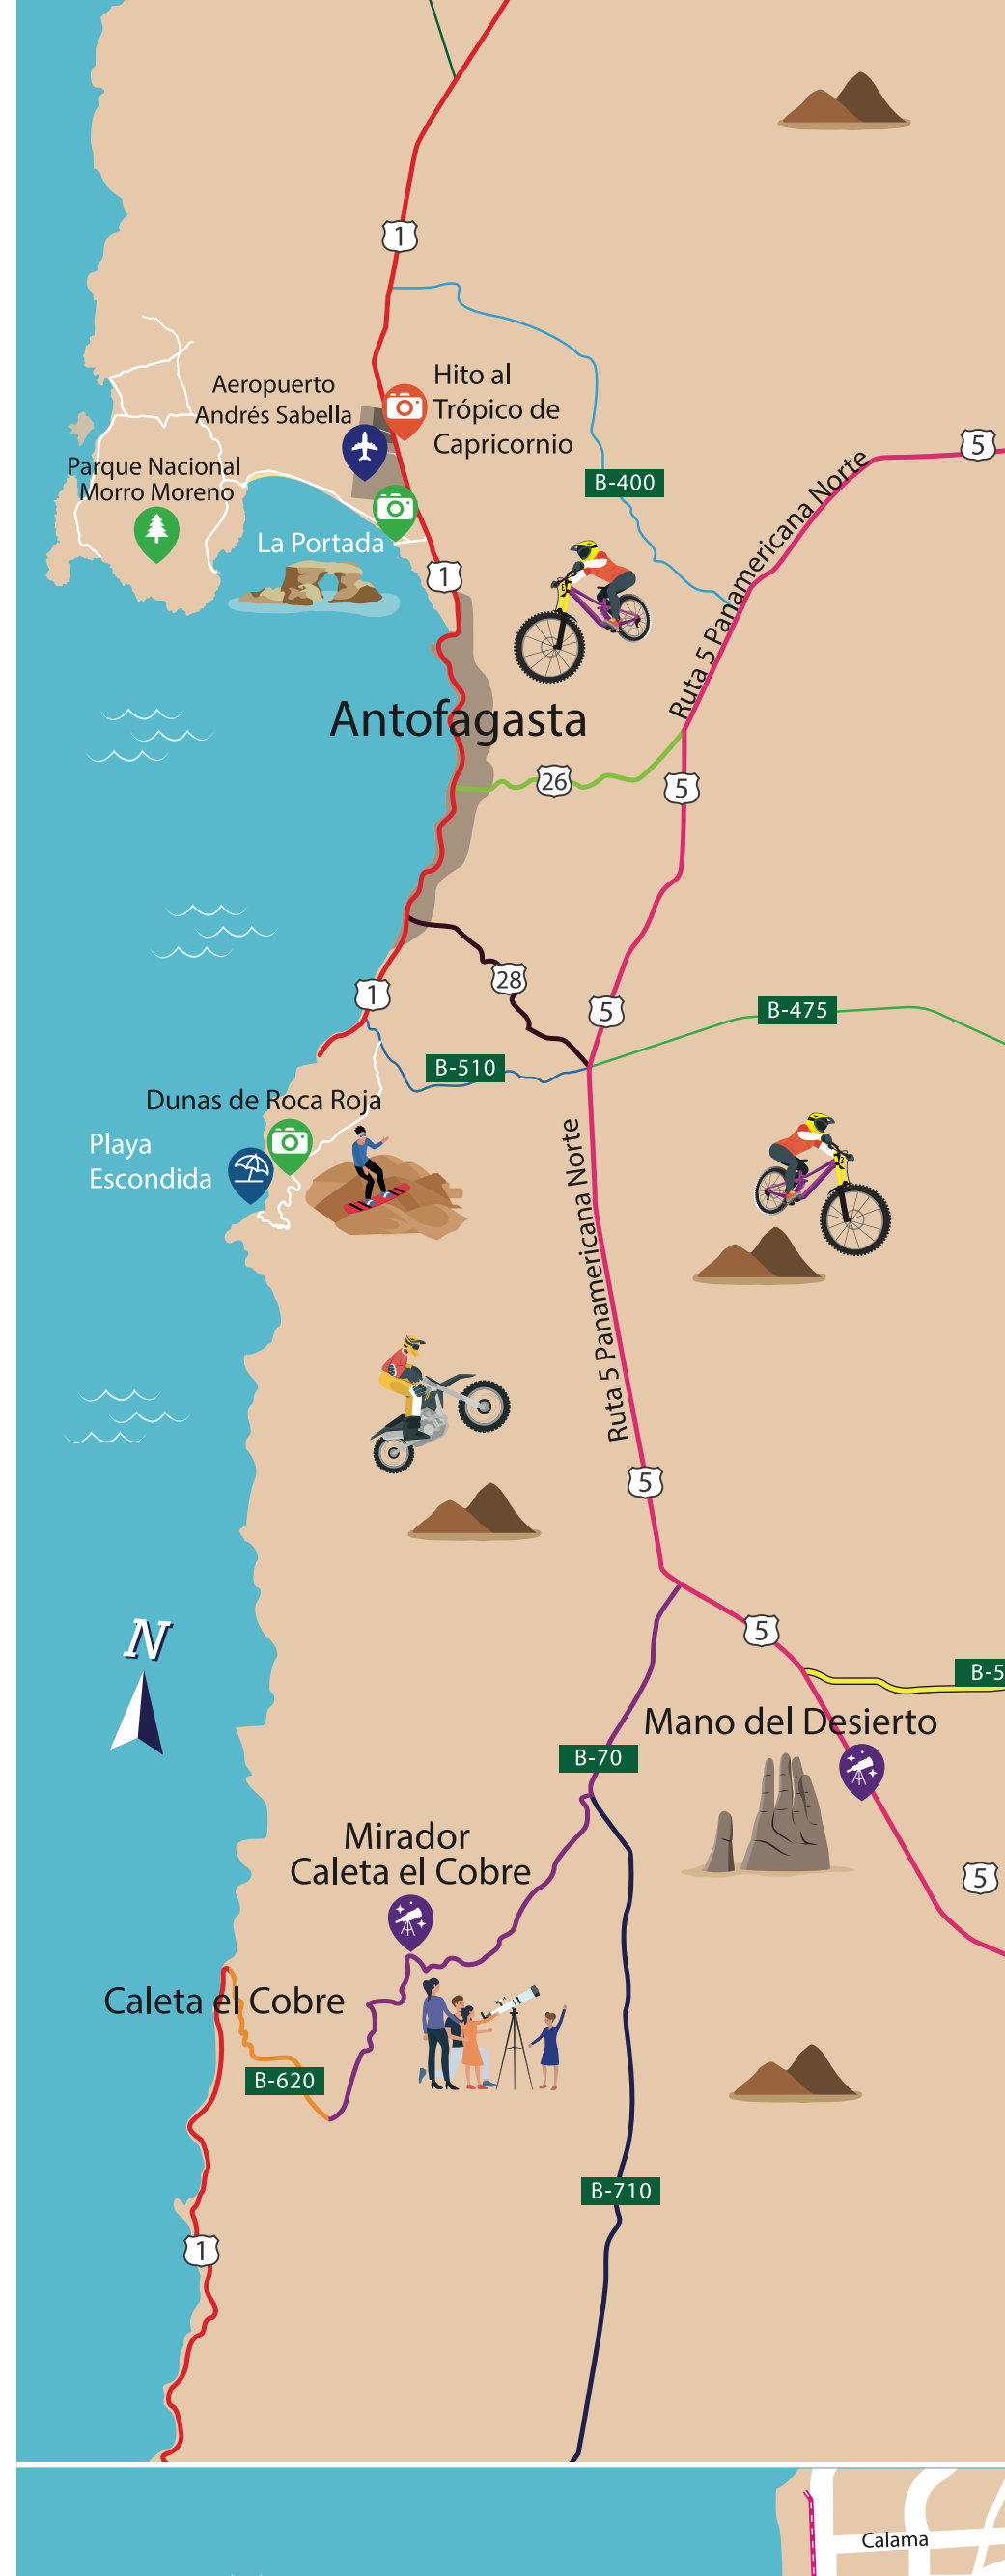 1
Aeropuerto
Andrés Sabella
Hito al
Trópico de
Capricornio
5
Parque Nacional
Morro Moreno
B-400
Ruta 5 Panamericana Norte
La Portada
1
Antofagasta
26
5
28
1
5
B-475
B-510
Dunas de Roca Roja
Playa
Escondida
Ruta 5 Panamericana Norte
5
N
5
B-5
Mano del Desierto
B-70
Mirador
Caleta el Cobre
5
Caleta el Cobre
B-620
B-710
1
Calama